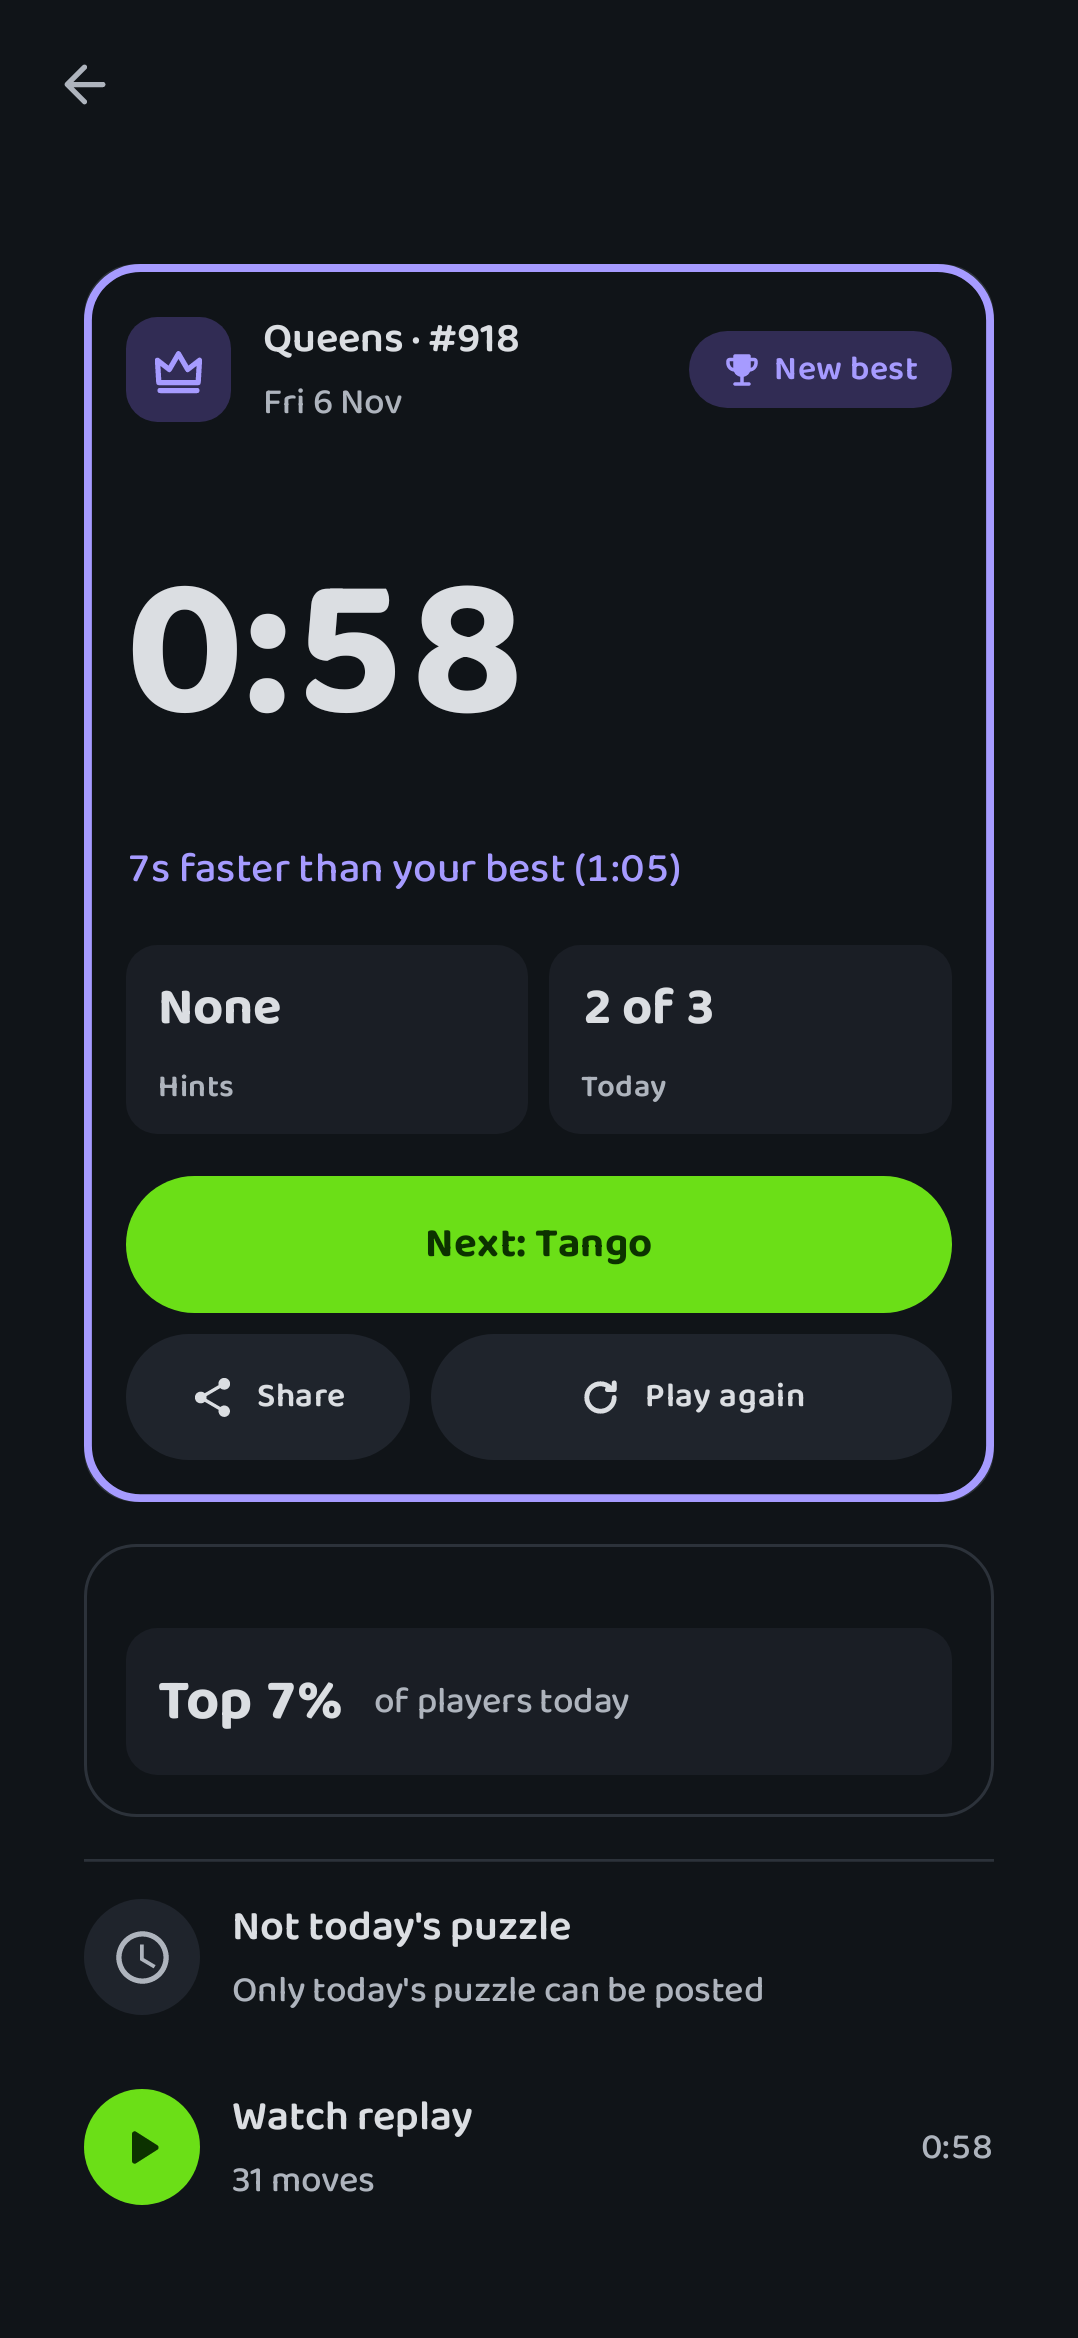 Queens · #918
Fri 6 Nov
New best
0:58
7s faster than your best (1:05)
None
Hints
2 of 3
Today
Next: Tango
Share
Play again
Top 7% of players today
Not today's puzzle
Only today's puzzle can be posted
Watch replay
31 moves
0:58